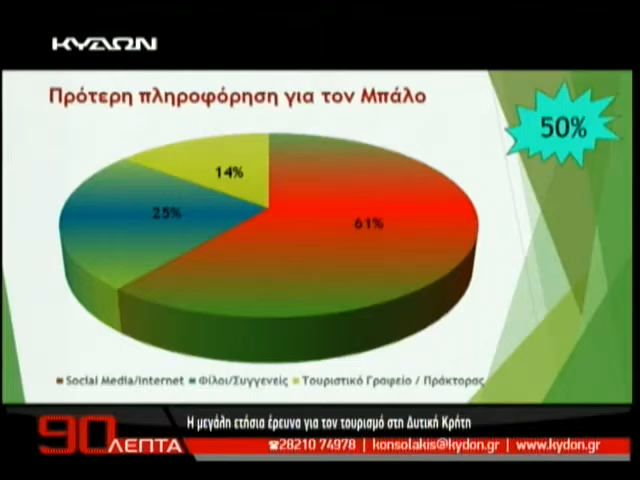 ΚΥΔΩΝ
Πρότερη πληροφόρηση για τον Μπάλο
50%
14%
25%
61%
Social Media/Internet Φίλοι/Συγγενείς Τουριστικό Γραφείο / Πράκτορας
90 ΛΕΠΤΑ
Η μεγάλη ετήσια έρευνα για τον τουρισμό στη Δυτική Κρήτη
☎28210 74978 | konsolakis@kydon.gr | www.kydon.gr